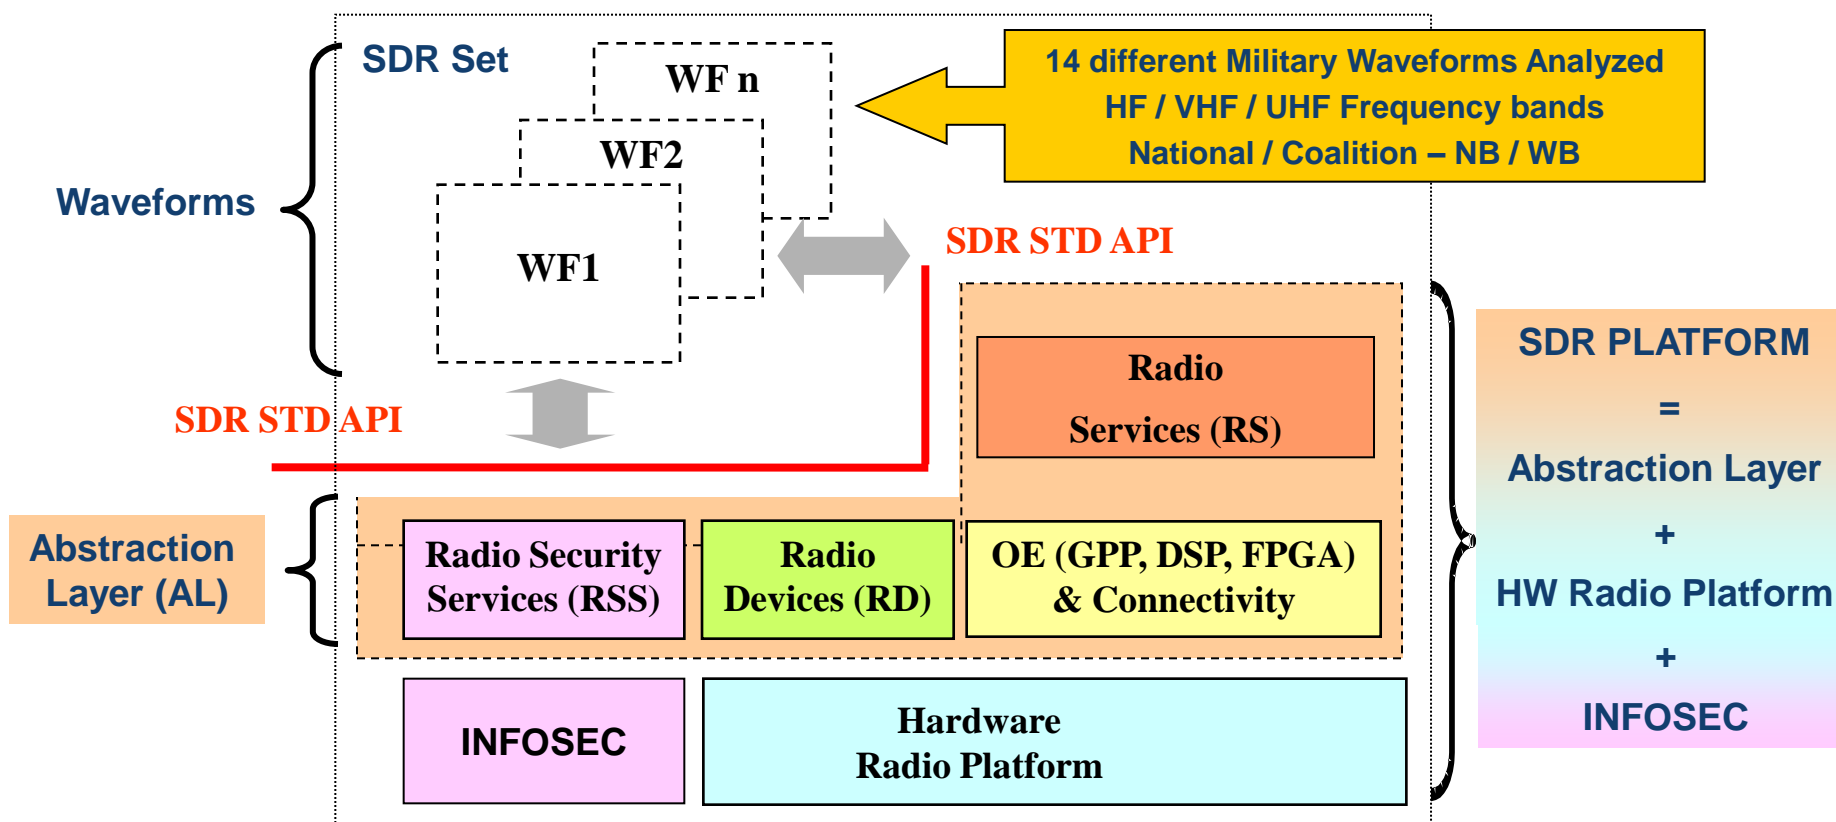 SDR Set
WF n
WF2
WF1
14 different Military Waveforms Analyzed
HF / VHF / UHF Frequency bands
National / Coalition – NB / WB
Waveforms
SDR STD API
SDR STD API
Radio
Services (RS)
SDR PLATFORM
=
Abstraction Layer
+
HW Radio Platform
+
INFOSEC
Abstraction
Layer (AL)
Radio Security
Services (RSS)
Radio
Devices (RD)
OE (GPP, DSP, FPGA)
& Connectivity
INFOSEC
Hardware
Radio Platform